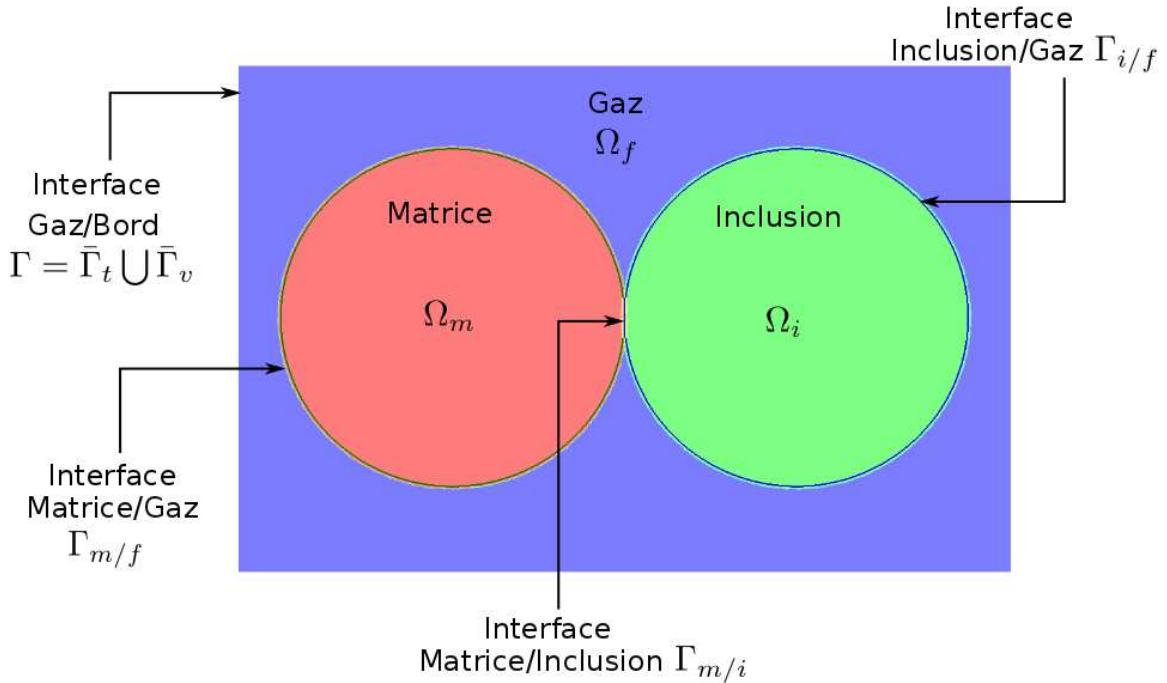 Interface
Inclusion/Gaz Γ_{i/f}
Gaz
Ω_f
Interface
Gaz/Bord
Γ = Γ̄_t ⋃ Γ̄_v
Matrice
Inclusion
Ω_m
Ω_i
Interface
Matrice/Gaz
Γ_{m/f}
Interface
Matrice/Inclusion Γ_{m/i}